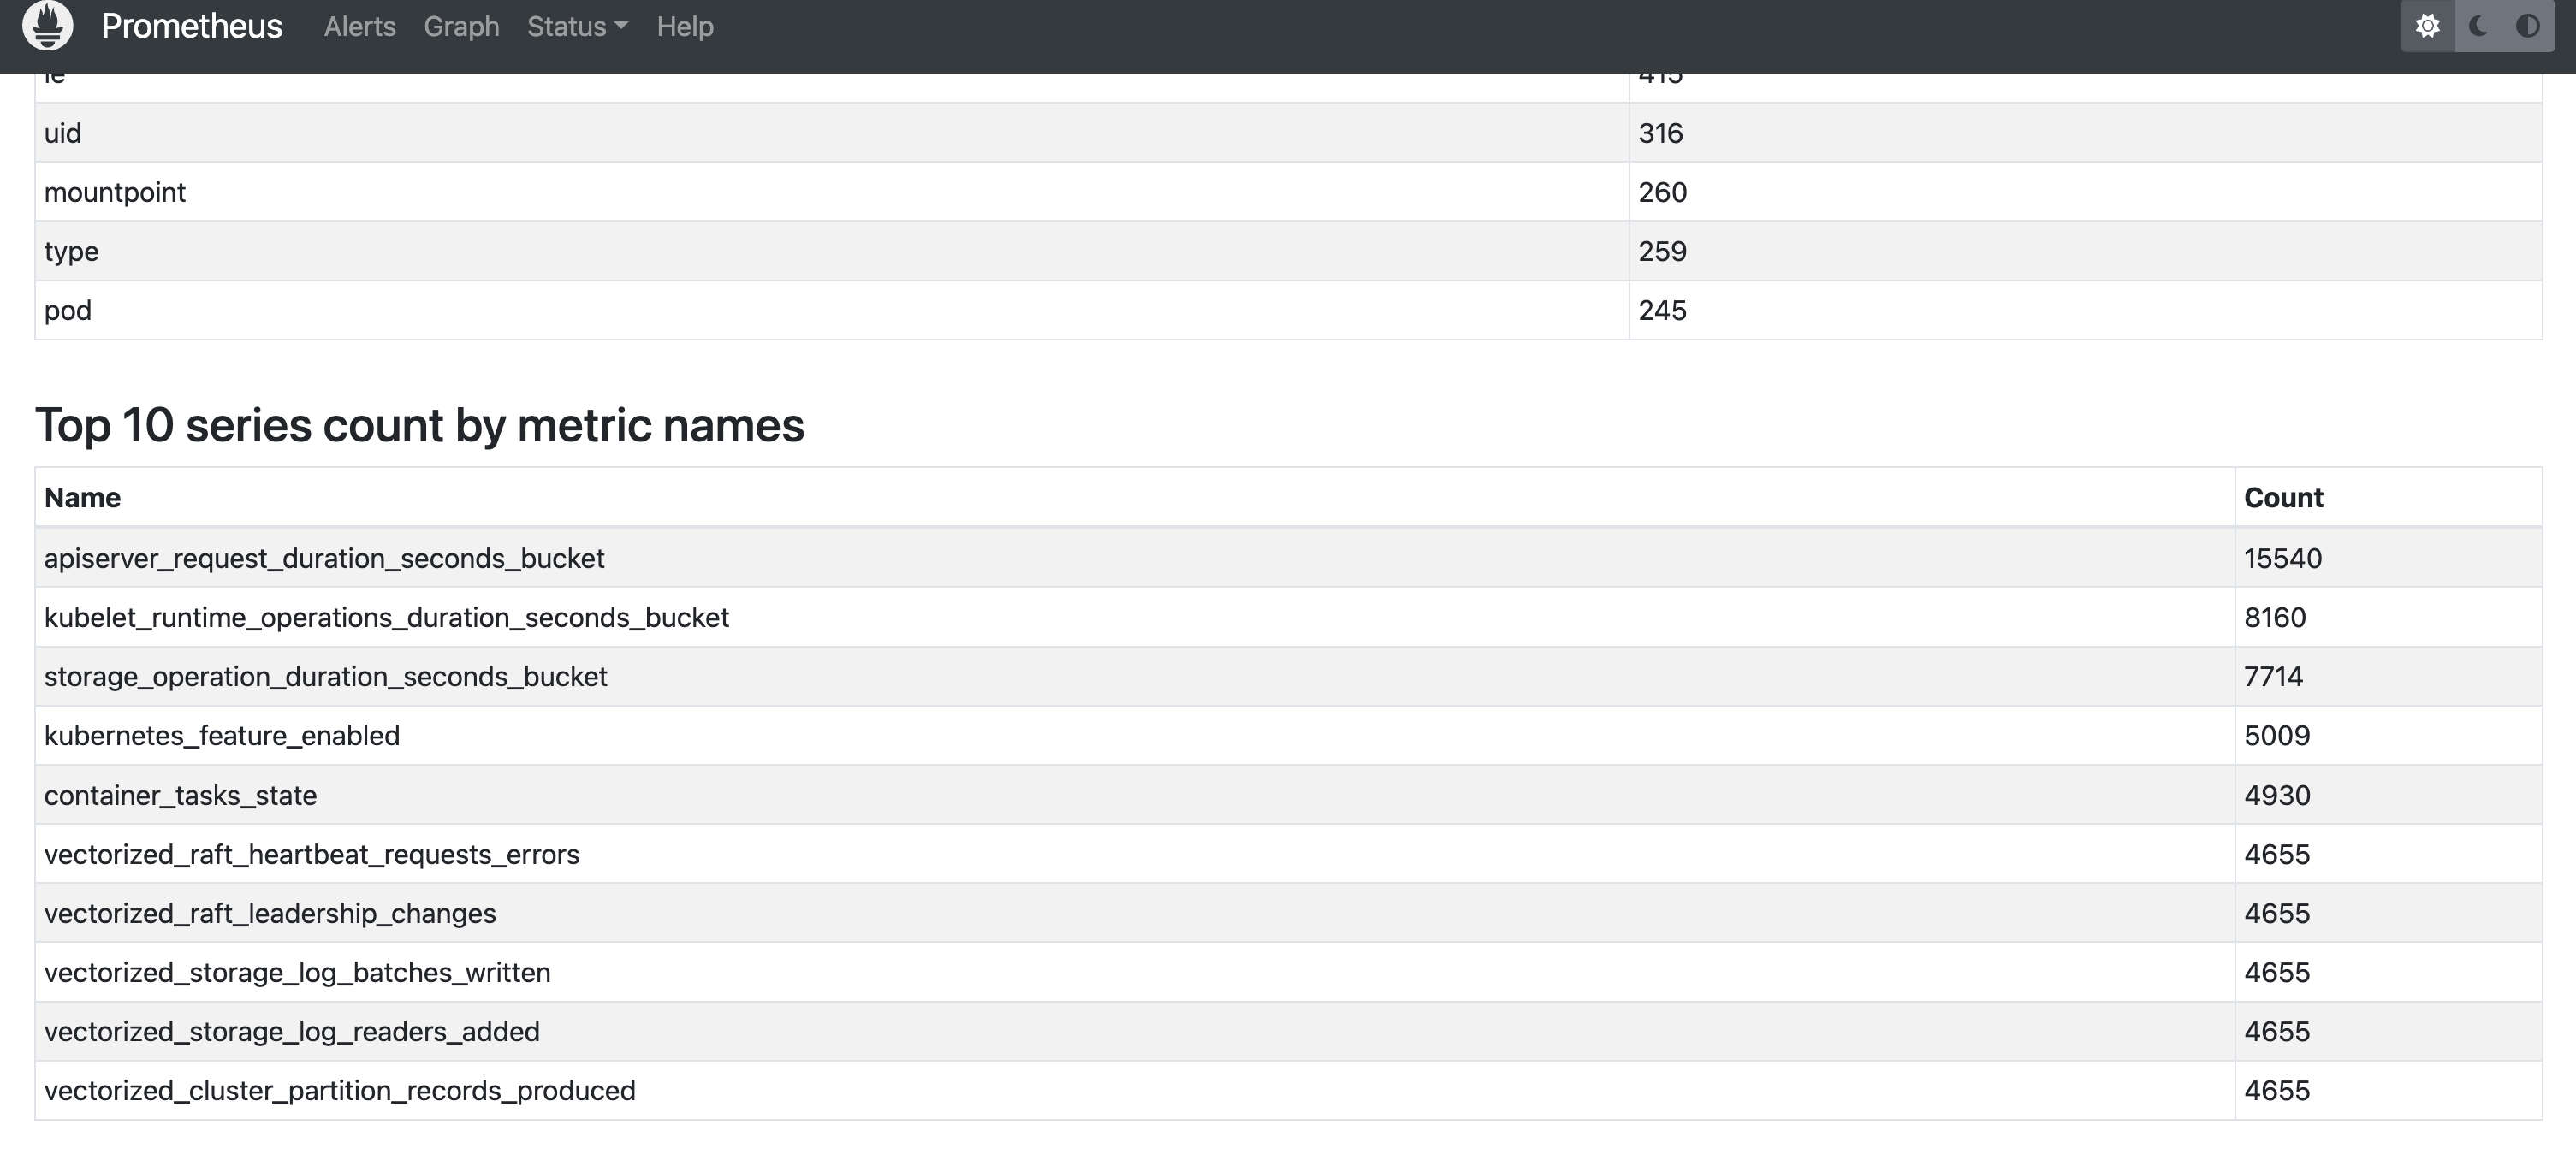 Prometheus Alerts Graph Status Help
le 415
uid 316
mountpoint 260
type 259
pod 245
Top 10 series count by metric names
Name Count
apiserver_request_duration_seconds_bucket 15540
kubelet_runtime_operations_duration_seconds_bucket 8160
storage_operation_duration_seconds_bucket 7714
kubernetes_feature_enabled 5009
container_tasks_state 4930
vectorized_raft_heartbeat_requests_errors 4655
vectorized_raft_leadership_changes 4655
vectorized_storage_log_batches_written 4655
vectorized_storage_log_readers_added 4655
vectorized_cluster_partition_records_produced 4655